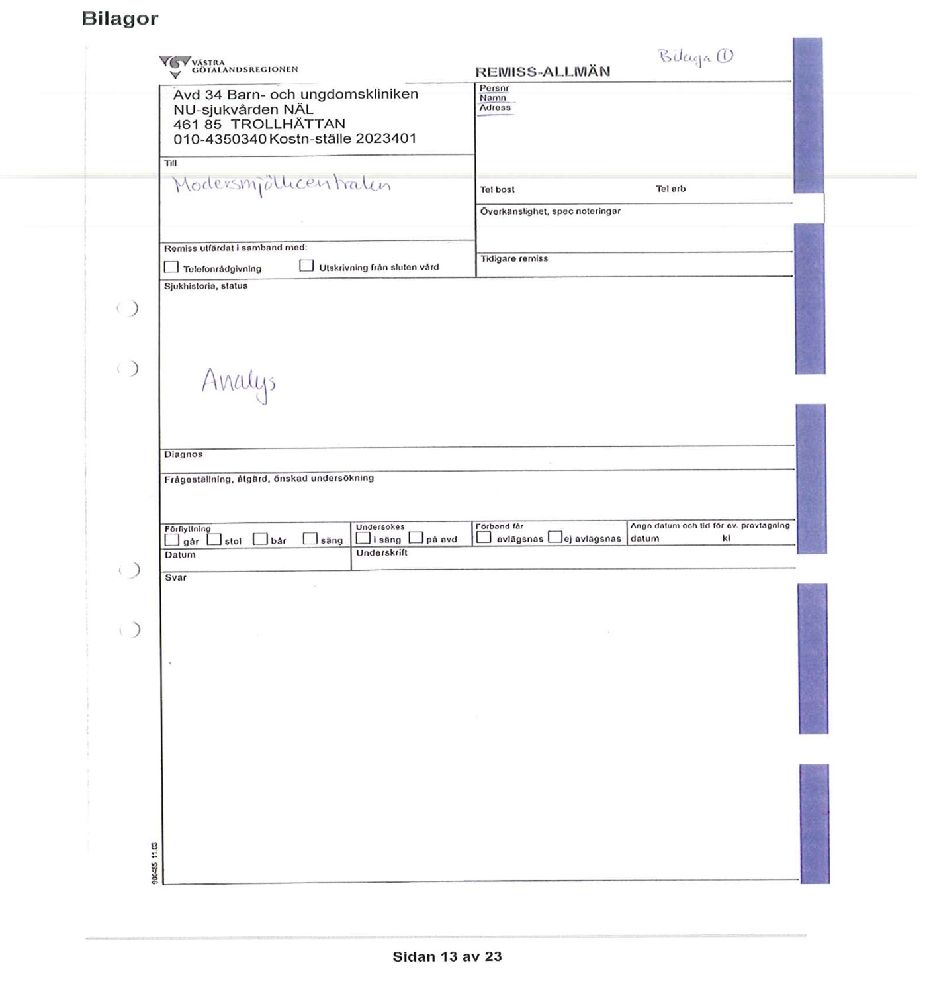 Bilagor
Bilaga 1
VÄSTRA
GÖTALANDSREGIONEN
REMISS-ALLMÄN
Avd 34 Barn- och ungdomskliniken
NU-sjukvården NÄL
461 85 TROLLHÄTTAN
010-4350340 Kostn-ställe 2023401
Persnr
Namn
Adress
Till
Modersmjölkcentralen
Tel bost Tel arb
Överkänslighet, spec noteringar
Remiss utfärdat i samband med:
Telefonrådgivning Utskrivning från sluten vård
Tidigare remiss
Sjukhistoria, status
Analys
Diagnos
Frågeställning, åtgärd, önskad undersökning
Förflyttning
går stol bår säng
Undersökes
i säng på avd
Förband får
avlägsnas ej avlägsnas
Ange datum och tid för ev. provtagning
datum kl
Datum
Underskrift
Svar
900485 11.03
Sidan 13 av 23